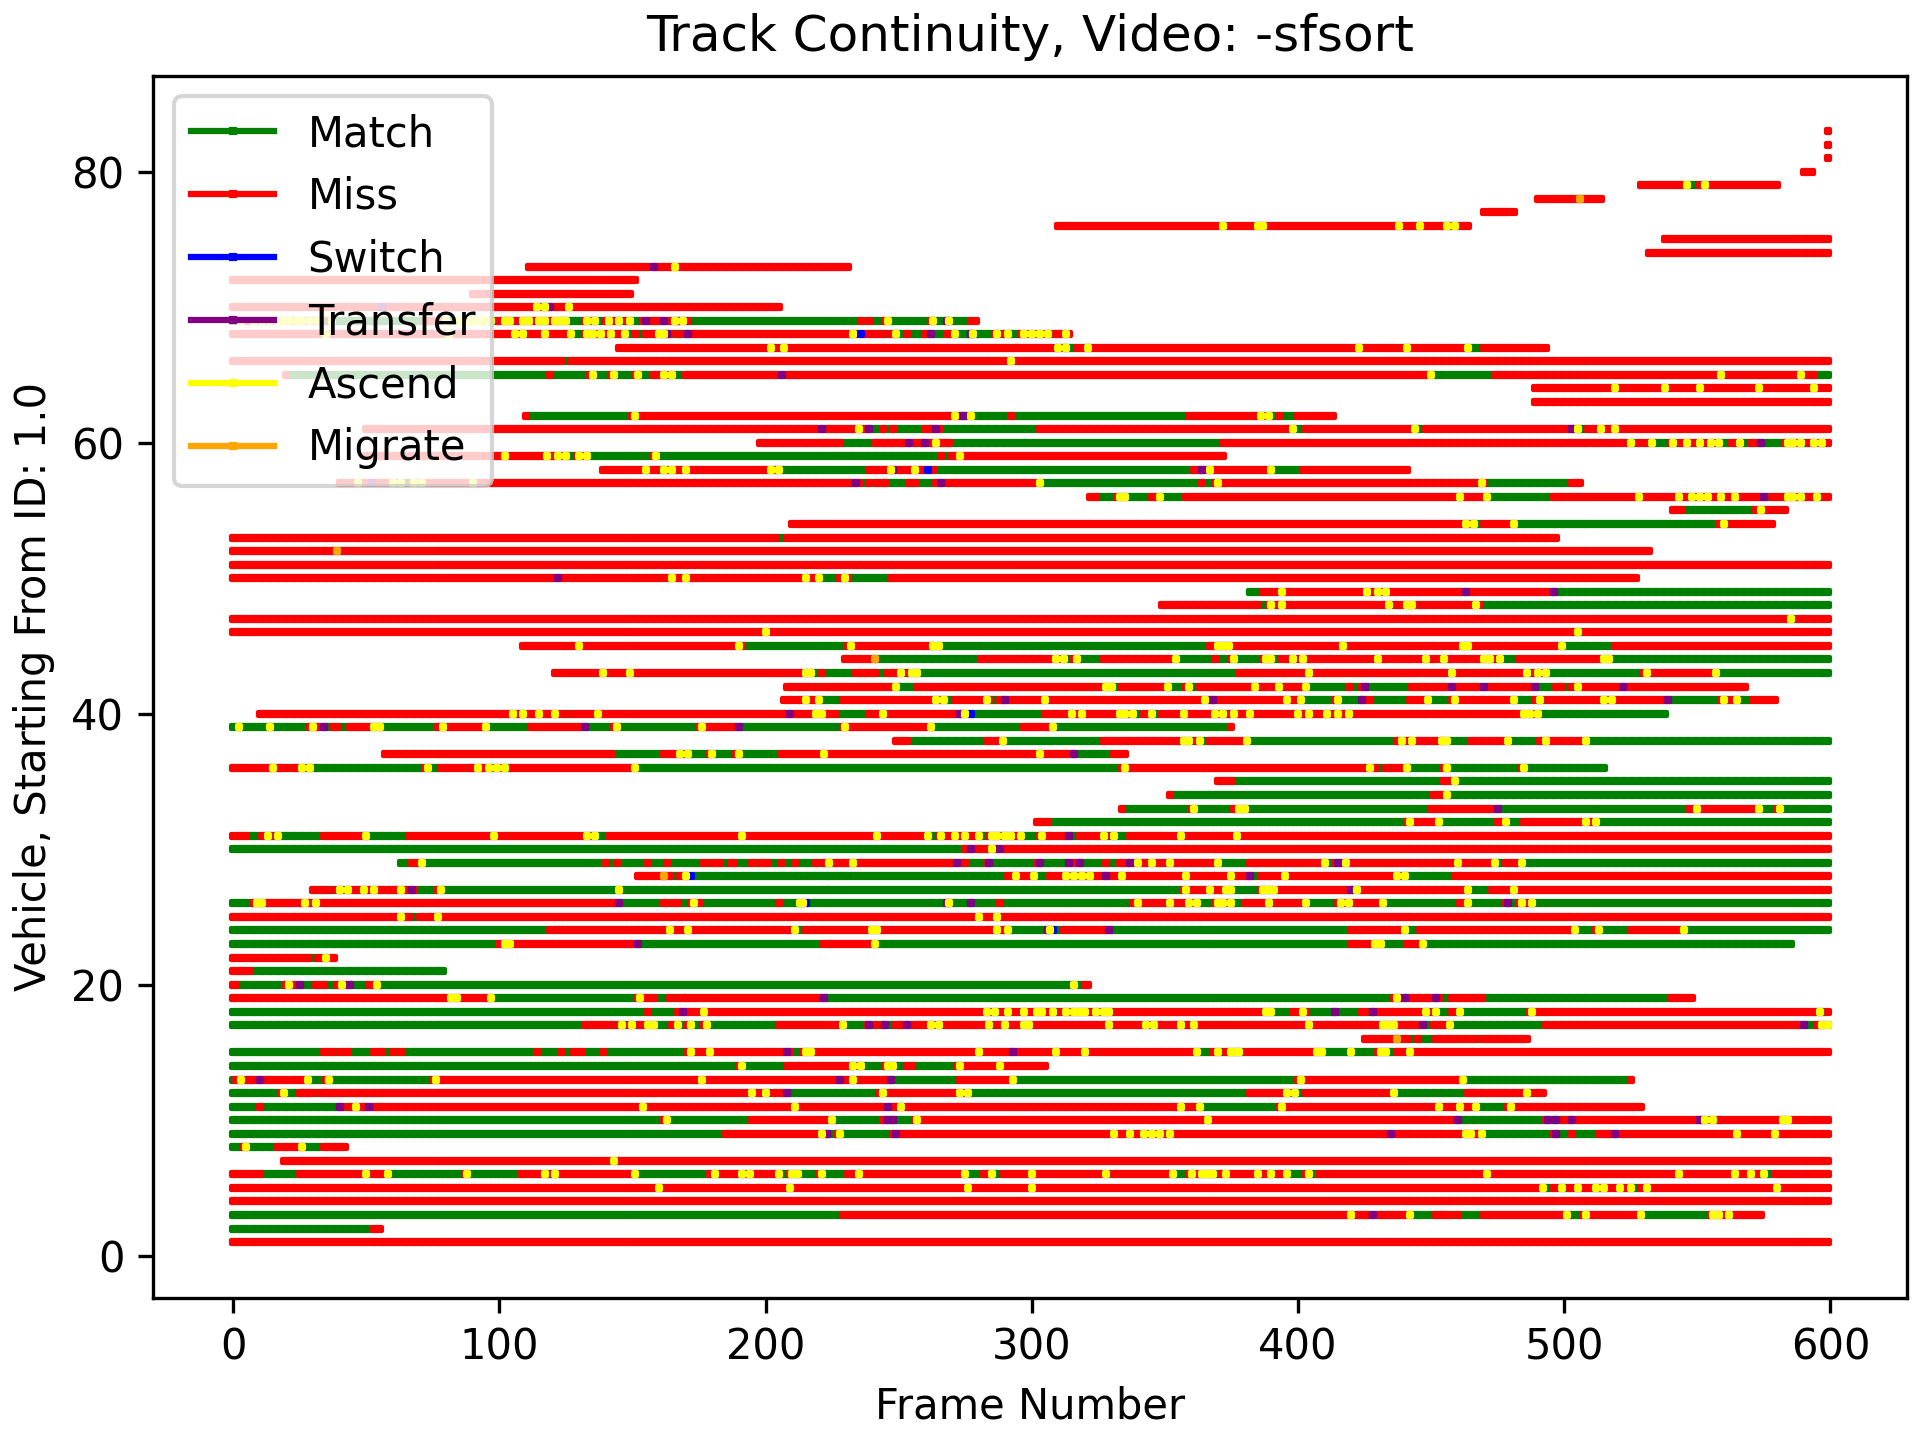 Track Continuity, Video: -sfsort
Match
Miss
Switch
Transfer
Ascend
Migrate
80
60
40
20
0
Vehicle, Starting From ID: 1.0
0 100 200 300 400 500 600
Frame Number